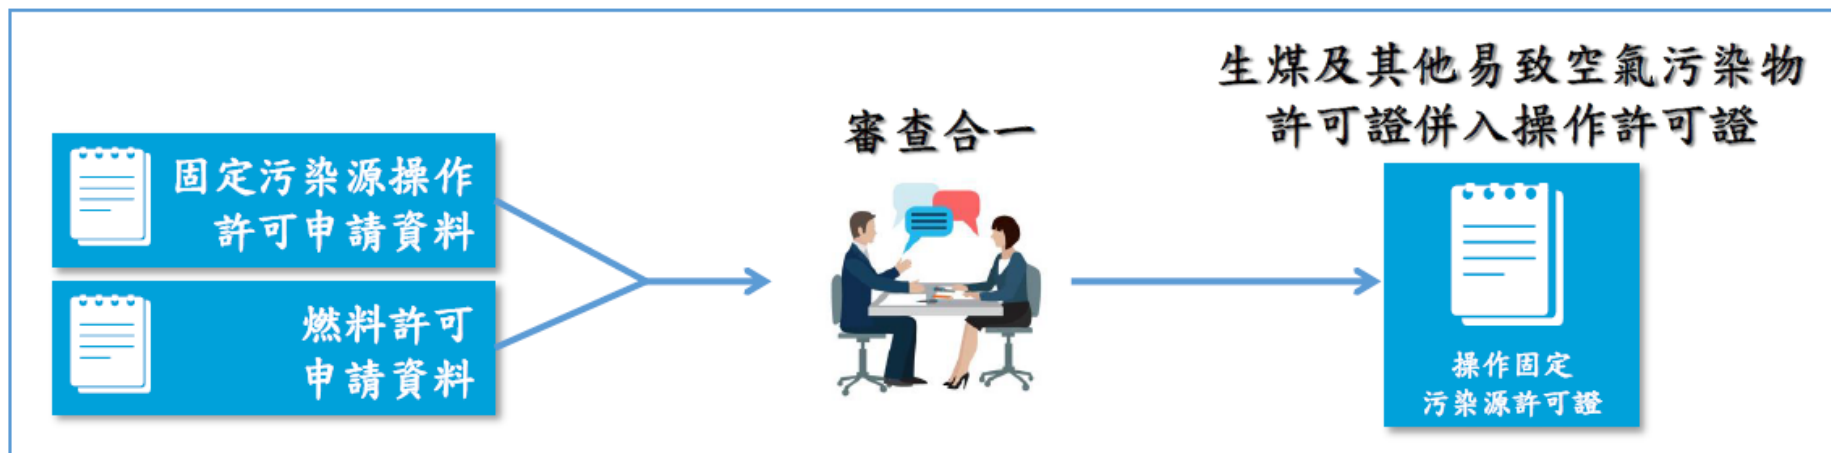 固定污染源操作
許可申請資料
燃料許可
申請資料
審查合一
生煤及其他易致空氣污染物
許可證併入操作許可證
操作固定
污染源許可證